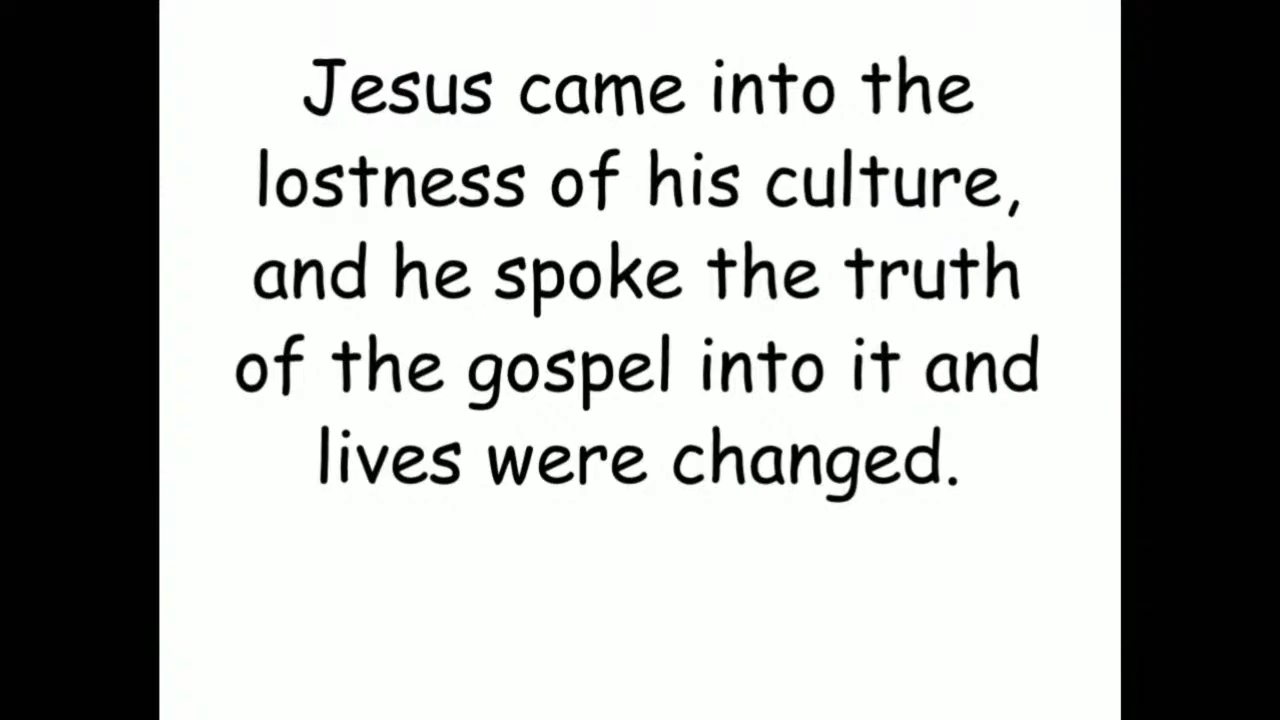 Jesus came into the
lostness of his culture,
and he spoke the truth
of the gospel into it and
lives were changed.